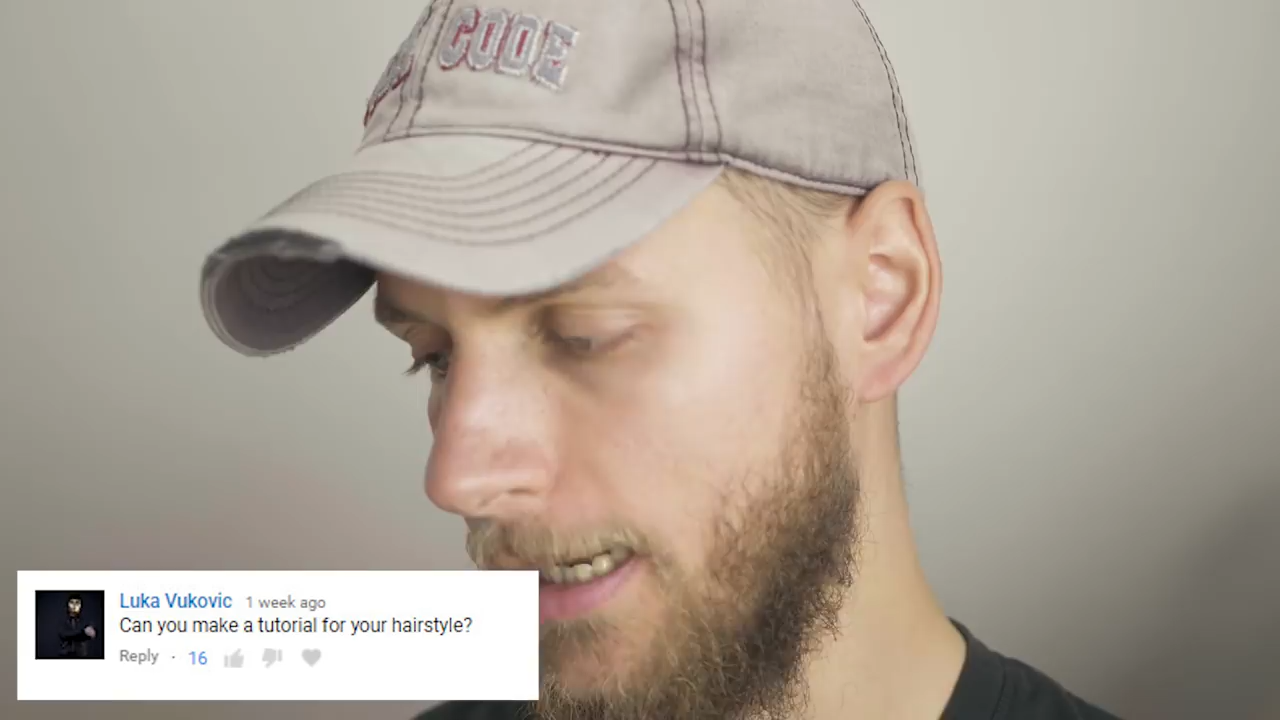 CODE
Luka Vukovic 1 week ago
Can you make a tutorial for your hairstyle?
Reply · 16